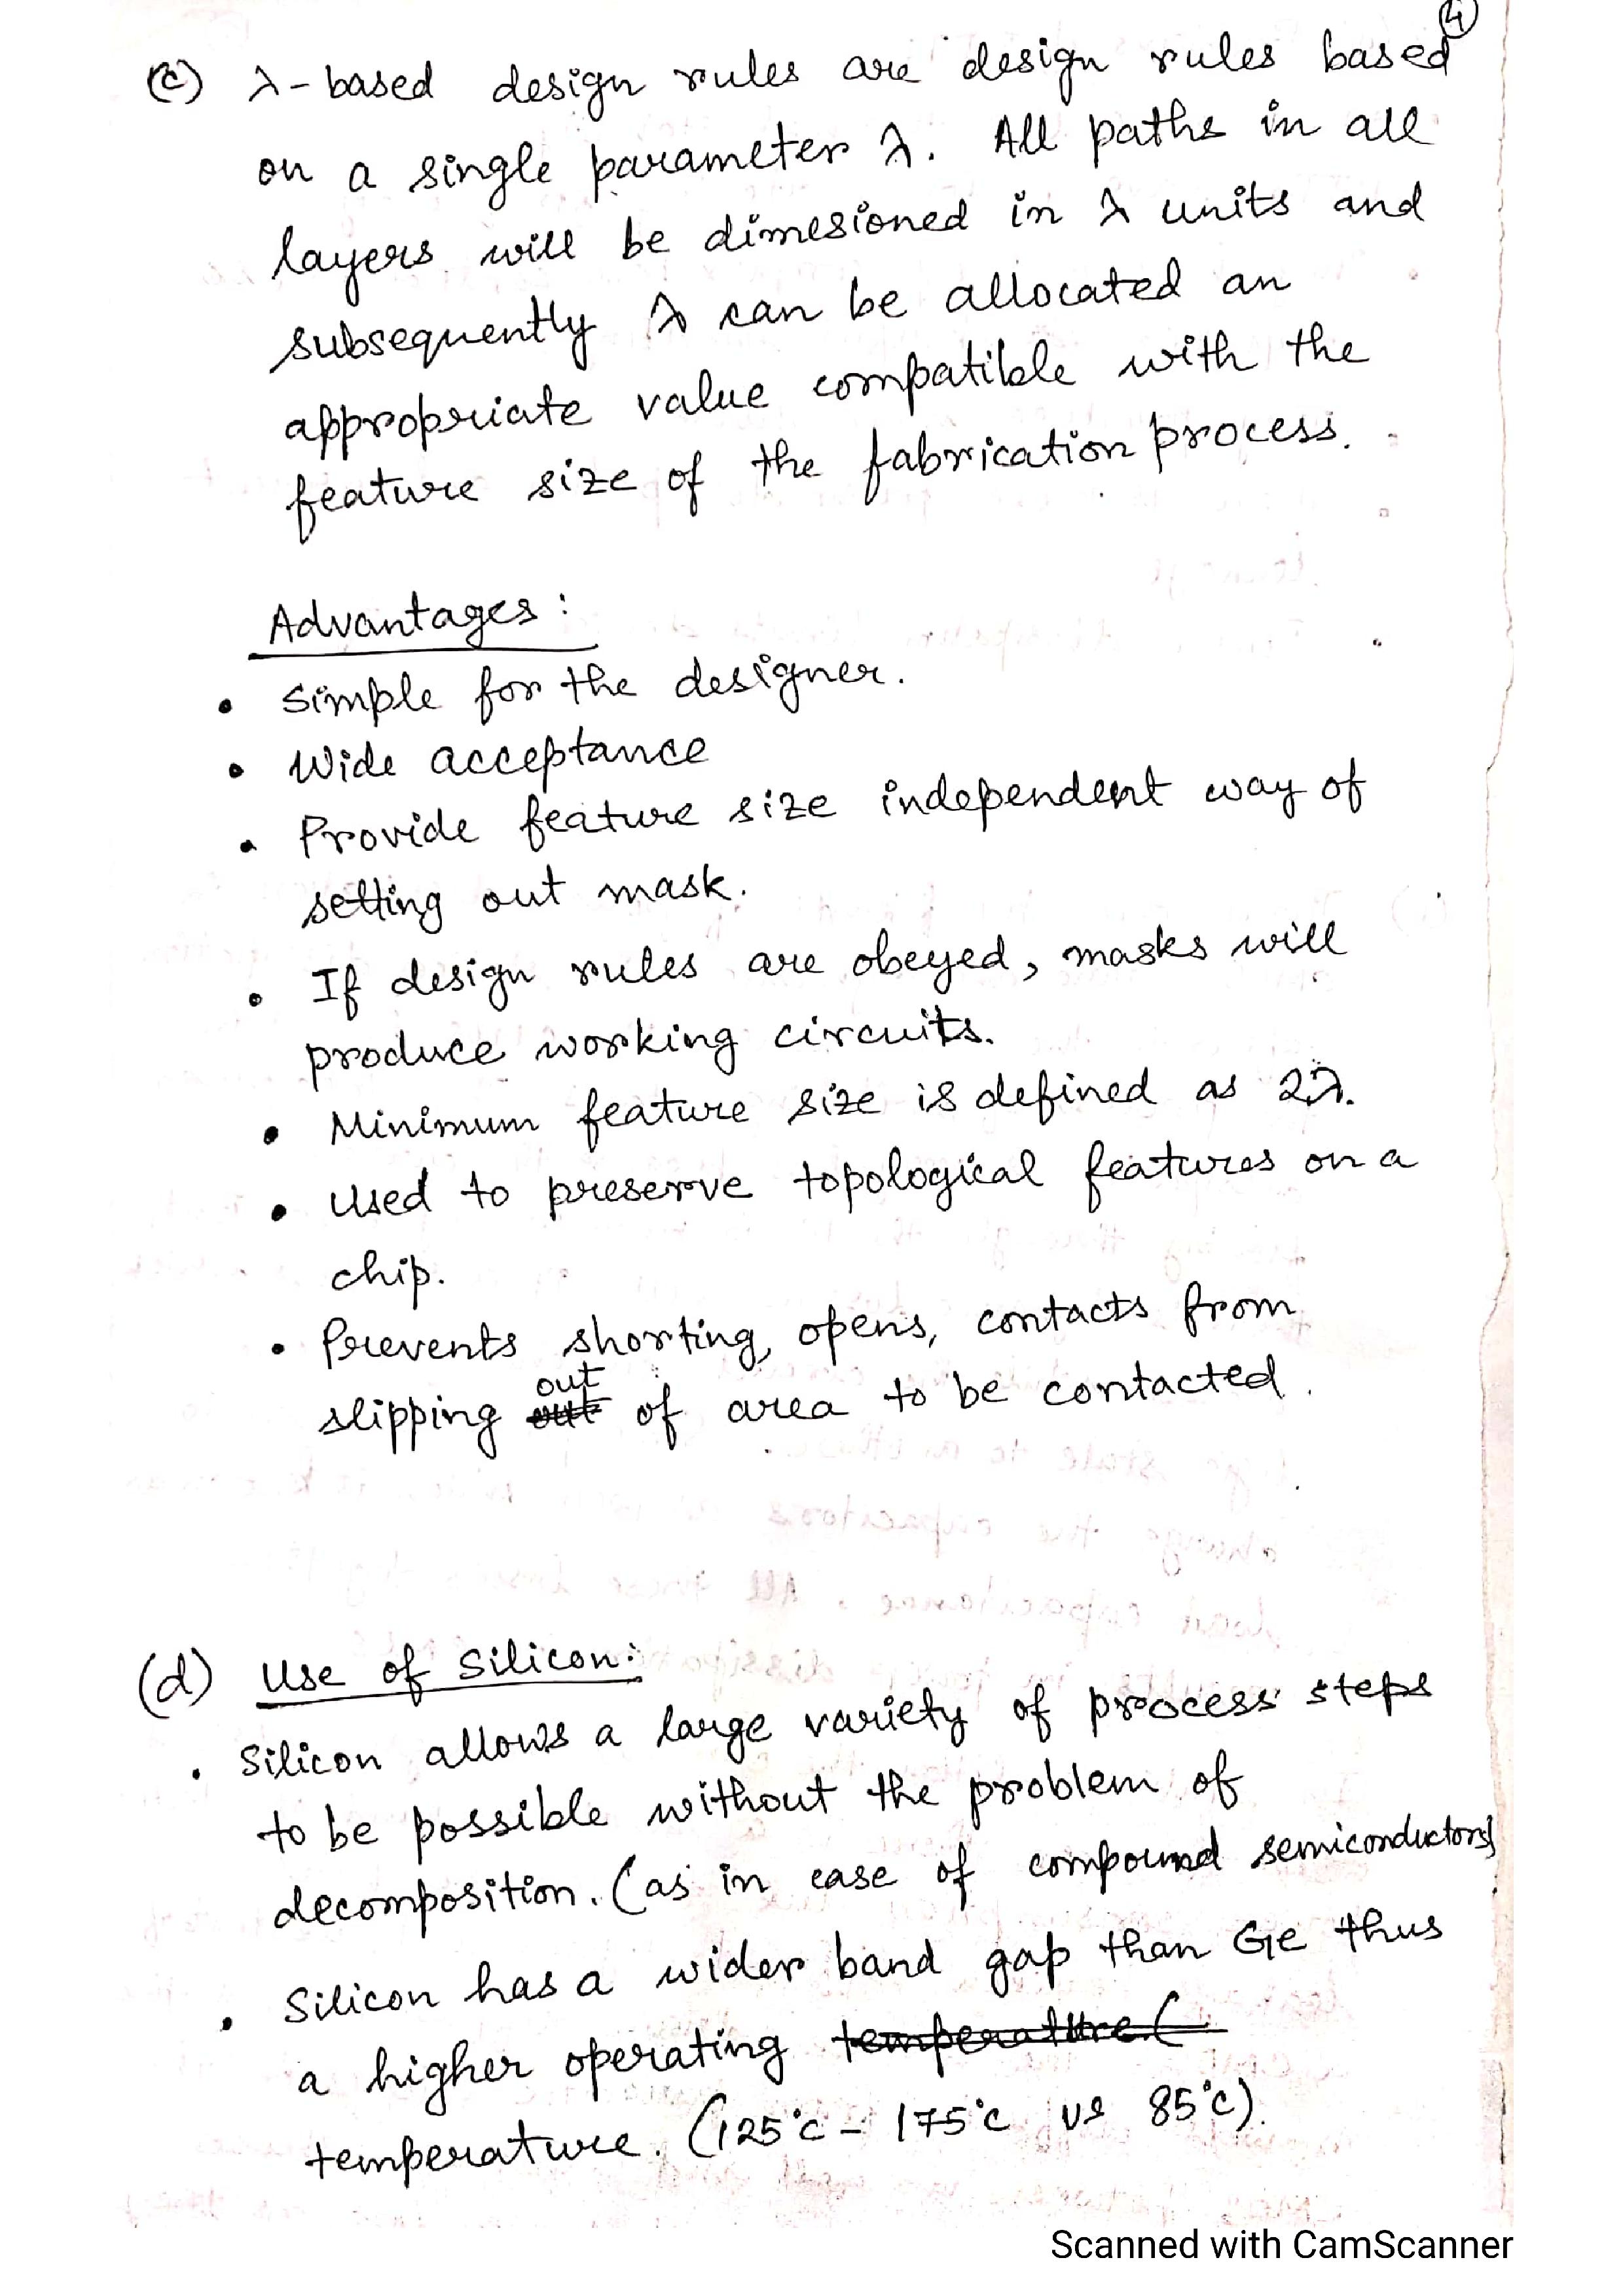 4
(c) λ-based design rules are design rules based
on a single parameter λ. All paths in all
layers will be dimesioned in λ units and
subsequently λ can be allocated an
appropriate value compatible with the
feature size of the fabrication process.
Advantages:
• Simple for the designer.
• Wide acceptance
• Provide feature size independent way of
setting out mask.
• If design rules are obeyed, masks will
produce working circuits.
• Minimum feature size is defined as 2λ.
• Used to preserve topological features on a
chip.
• Prevents shorting, opens, contacts from
out
slipping out of area to be contacted.
(d) Use of Silicon:
• Silicon allows a large variety of process steps
to be possible without the problem of
decomposition. (as in case of compound semiconductors)
• Silicon has a wider band gap than Ge thus
a higher operating temperature. (
temperature. (125°C - 175°C vs 85°C).
Scanned with CamScanner